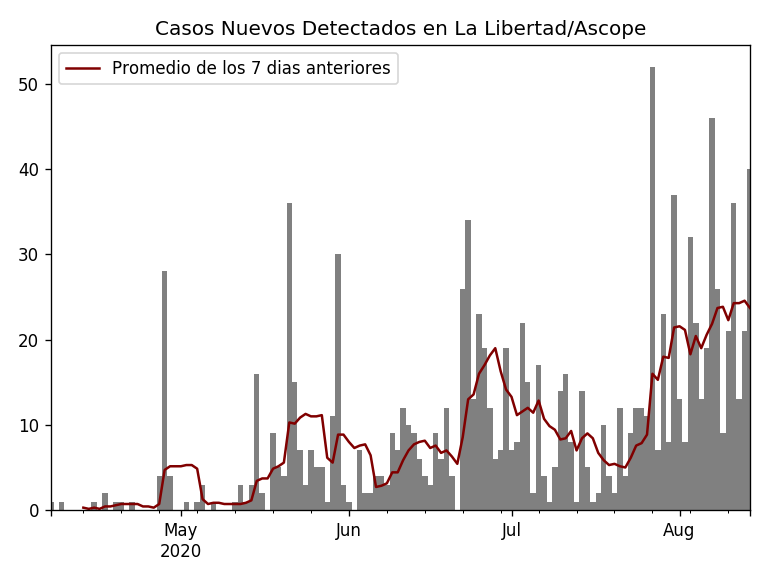 Casos Nuevos Detectados en La Libertad/Ascope
Promedio de los 7 dias anteriores
50
40
30
20
10
0
May
2020
Jun
Jul
Aug